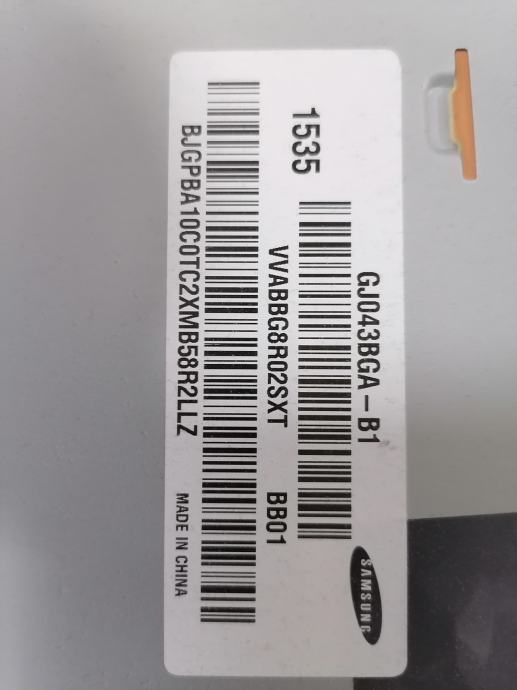 GJ043BGA-B1 SAMSUNG
1535 VVABBG8R02SXT BB01
BJGPBA10C0TC2XMB58R2LLZ MADE IN CHINA